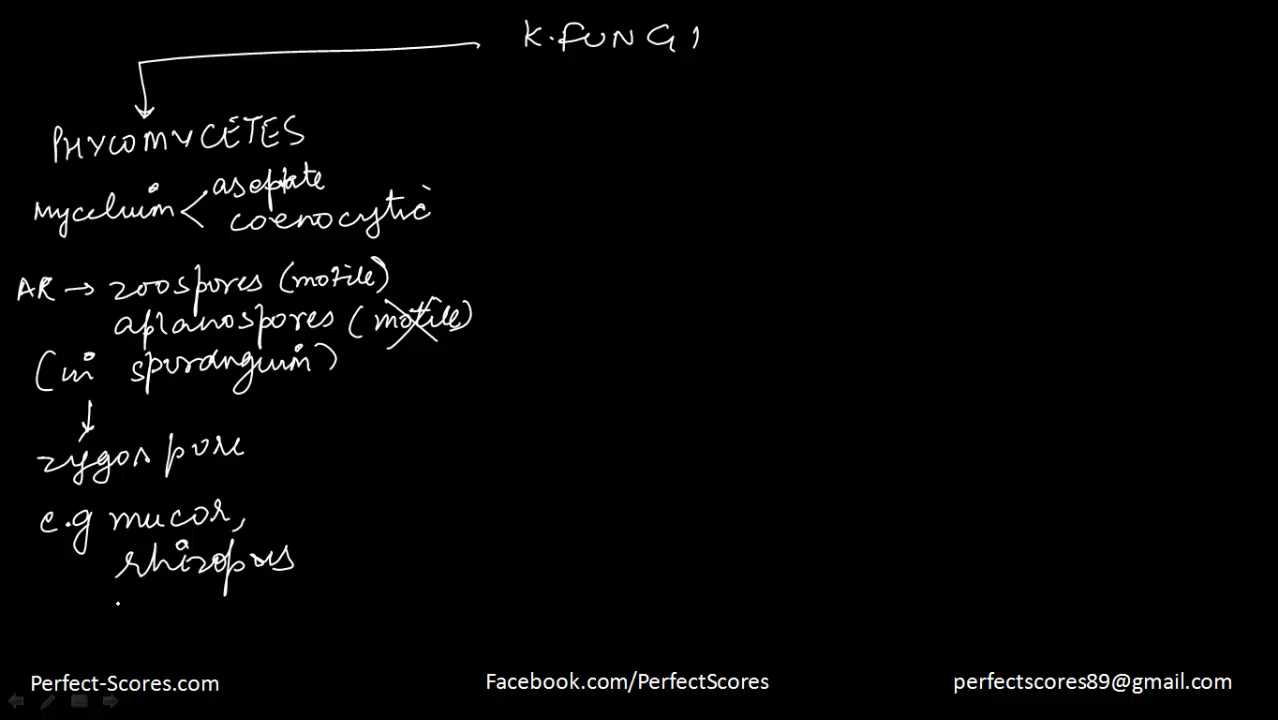 K.FUNGI
PHYCOMYCETES
Mycelium < aseptate
coenocytic
AR → zoospores (motile)
aplanospores (motile)
(in sporangium)
↓
zygospore
e.g mucor,
rhizopus
Perfect-Scores.com
Facebook.com/PerfectScores
perfectscores89@gmail.com